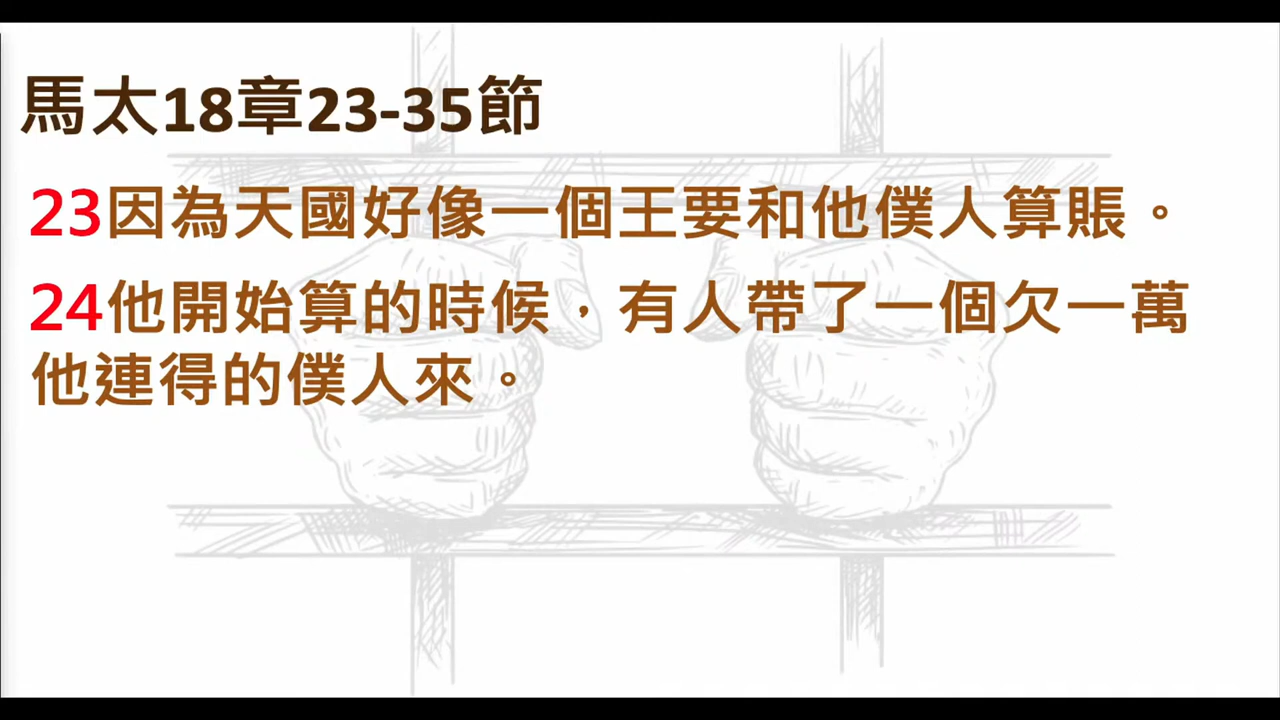 馬太18章23-35節
23因為天國好像一個王要和他僕人算賬。
24他開始算的時候，有人帶了一個欠一萬
他連得的僕人來。